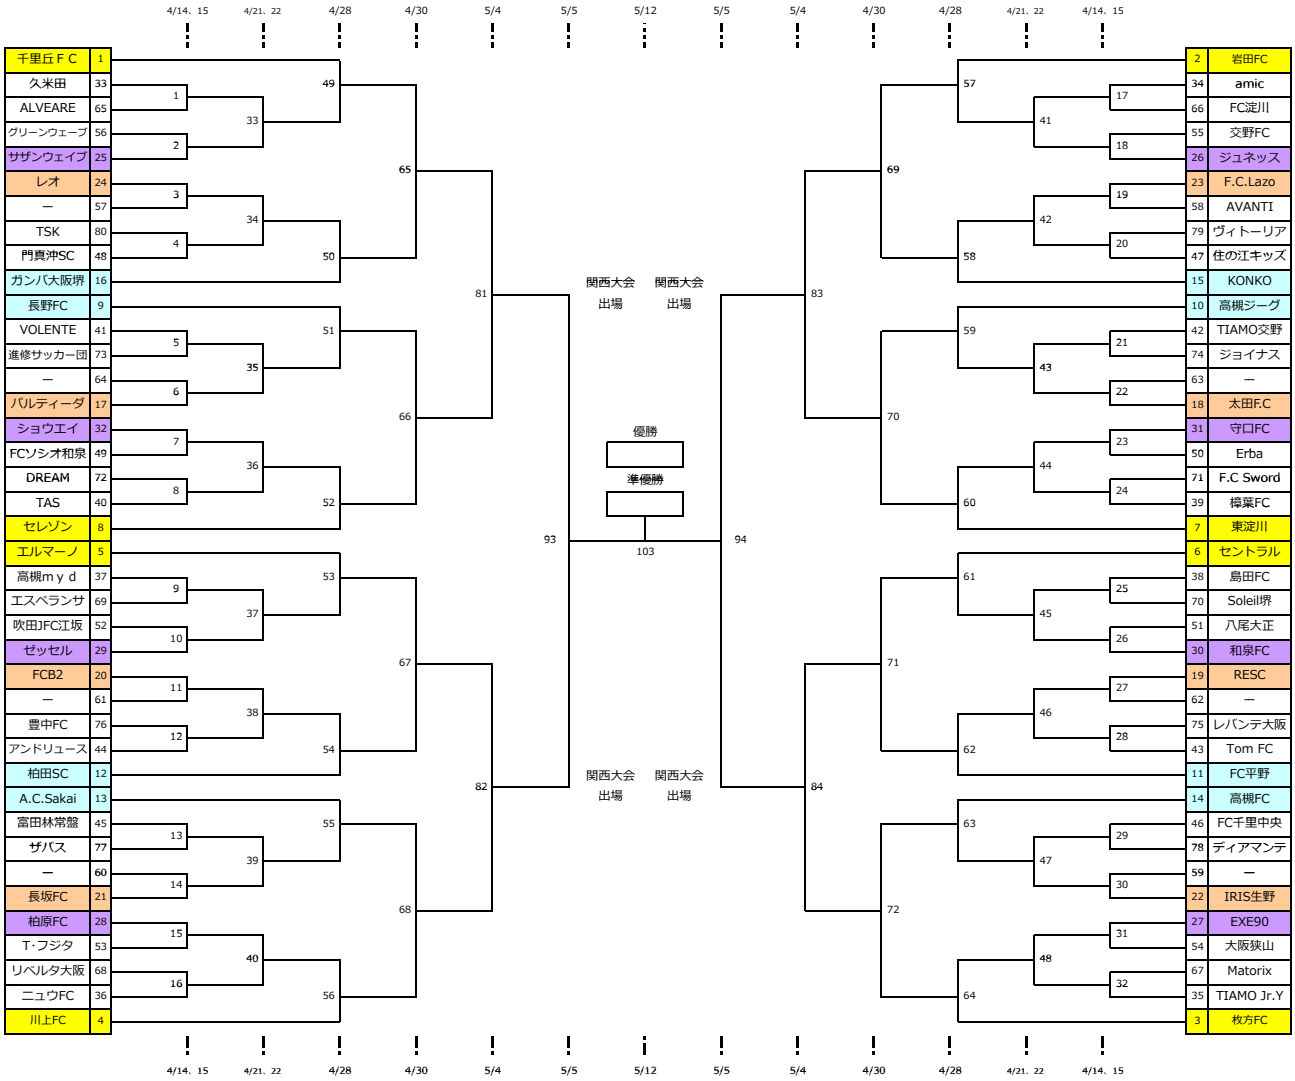 4/14、15 4/21、22 4/28 4/30 5/4 5/5 5/12 5/5 5/4 4/30 4/28 4/21、22 4/14、15
千里丘ＦＣ 1 2 岩田FC
久米田 33 49 57 34 amic
1 17
ALVEARE 65 66 FC淀川
33 41
グリーンウェーブ 56 55 交野FC
2 18
サザンウェイブ 25 26 ジュネッス
65 69
レオ 24 23 F.C.Lazo
3 19
ー 57 58 AVANTI
34 42
TSK 80 79 ヴィトーリア
4 20
門真沖SC 48 50 58 47 住の江キッズ
ガンバ大阪堺 16 関西大会 関西大会 15 KONKO
81 83
長野FC 9 出場 出場 10 高槻ジーグ
VOLENTE 41 51 59 42 TIAMO交野
5 21
進修サッカー団 73 74 ジョイナス
35 43
ー 64 63 ー
6 22
バルティーダ 17 18 太田F.C
66 70
ショウエイ 32 優勝 31 守口FC
7 23
FCソシオ和泉 49 50 Erba
36 44
DREAM 72 準優勝 71 F.C Sword
8 24
TAS 40 52 60 39 樟葉FC
セレゾン 8 7 東淀川
93 94
エルマーノ 5 103 6 セントラル
高槻ｍｙｄ 37 53 61 38 島田FC
9 25
エスペランサ 69 70 Soleil堺
37 45
吹田JFC江坂 52 51 八尾大正
10 26
ゼッセル 29 30 和泉FC
67 71
FCB2 20 19 RESC
11 27
ー 61 62 ー
38 46
豊中FC 76 75 レバンテ大阪
12 28
アンドリュース 44 54 62 43 Tom FC
柏田SC 12 関西大会 関西大会 11 FC平野
82 84
A.C.Sakai 13 出場 出場 14 高槻FC
富田林常盤 45 55 63 46 FC千里中央
13 29
ザバス 77 78 ディアマンテ
39 47
ー 60 59 ー
14 30
長坂FC 21 22 IRIS生野
68 72
柏原FC 28 27 EXE90
15 31
T・フジタ 53 54 大阪狭山
40 48
リベルタ大阪 68 67 Matorix
16 32
ニュウFC 36 56 64 35 TIAMO Jr.Y
川上FC 4 3 枚方FC
4/14、15 4/21、22 4/28 4/30 5/4 5/5 5/12 5/5 5/4 4/30 4/28 4/21、22 4/14、15